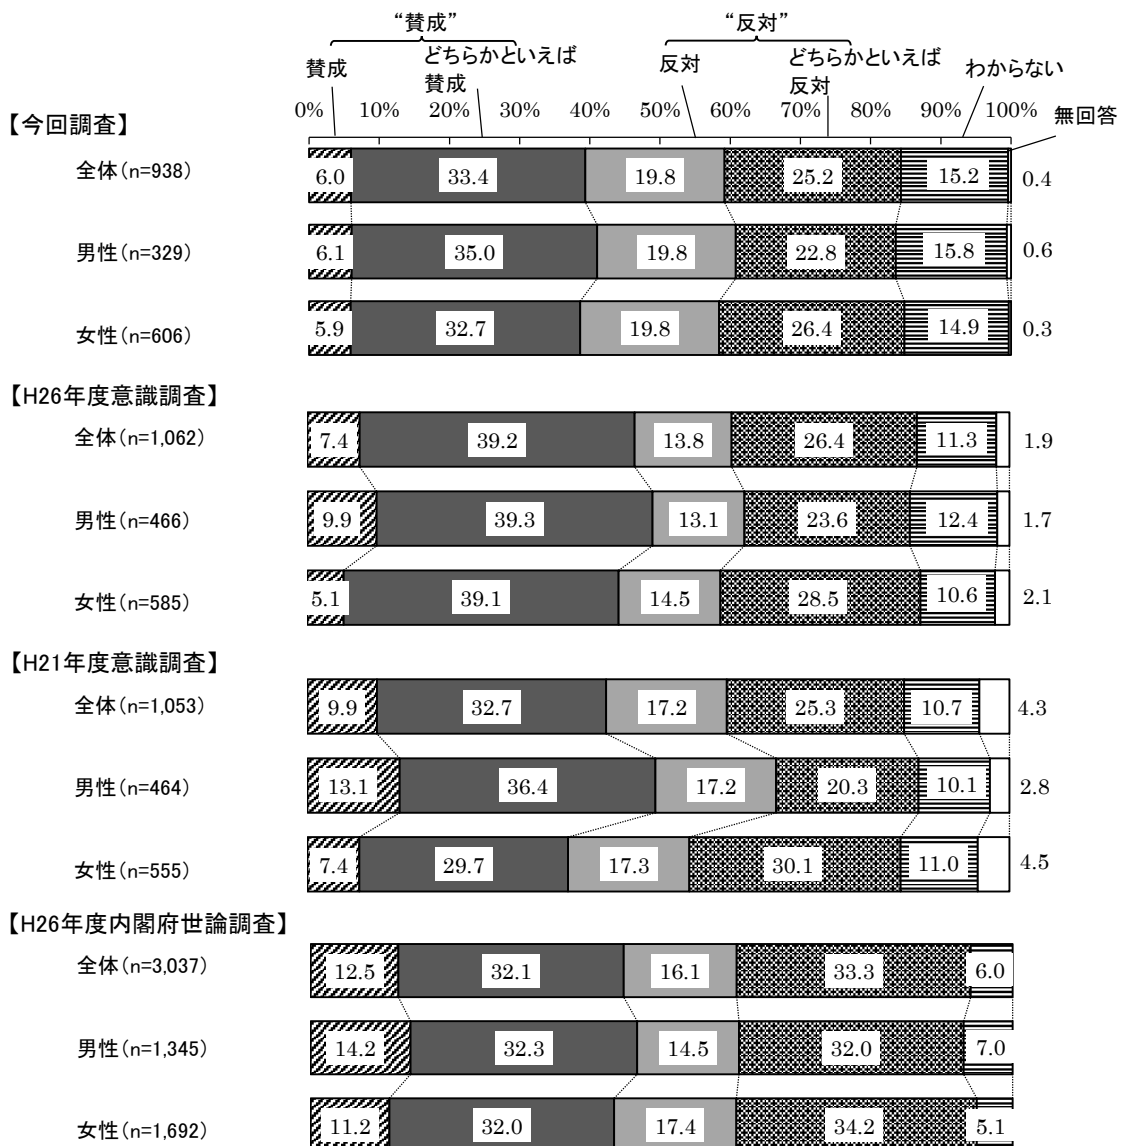 “賛成” “反対”
賛成 どちらかといえば賛成 反対 どちらかといえば反対 わからない 無回答
0% 10% 20% 30% 40% 50% 60% 70% 80% 90% 100%
【今回調査】
全体(n=938) 6.0 33.4 19.8 25.2 15.2 0.4
男性(n=329) 6.1 35.0 19.8 22.8 15.8 0.6
女性(n=606) 5.9 32.7 19.8 26.4 14.9 0.3
【H26年度意識調査】
全体(n=1,062) 7.4 39.2 13.8 26.4 11.3 1.9
男性(n=466) 9.9 39.3 13.1 23.6 12.4 1.7
女性(n=585) 5.1 39.1 14.5 28.5 10.6 2.1
【H21年度意識調査】
全体(n=1,053) 9.9 32.7 17.2 25.3 10.7 4.3
男性(n=464) 13.1 36.4 17.2 20.3 10.1 2.8
女性(n=555) 7.4 29.7 17.3 30.1 11.0 4.5
【H26年度内閣府世論調査】
全体(n=3,037) 12.5 32.1 16.1 33.3 6.0
男性(n=1,345) 14.2 32.3 14.5 32.0 7.0
女性(n=1,692) 11.2 32.0 17.4 34.2 5.1